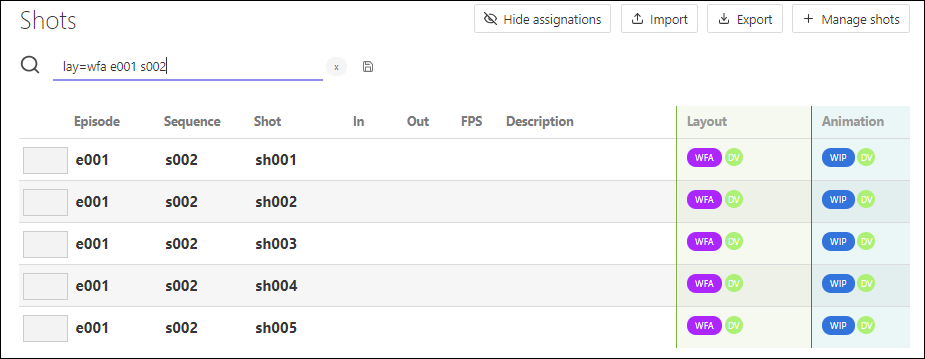 Shots
Hide assignations Import Export + Manage shots
lay=wfa e001 s002 x
Episode Sequence Shot In Out FPS Description Layout Animation
e001 s002 sh001 WFA DV WIP DV
e001 s002 sh002 WFA DV WIP DV
e001 s002 sh003 WFA DV WIP DV
e001 s002 sh004 WFA DV WIP DV
e001 s002 sh005 WFA DV WIP DV